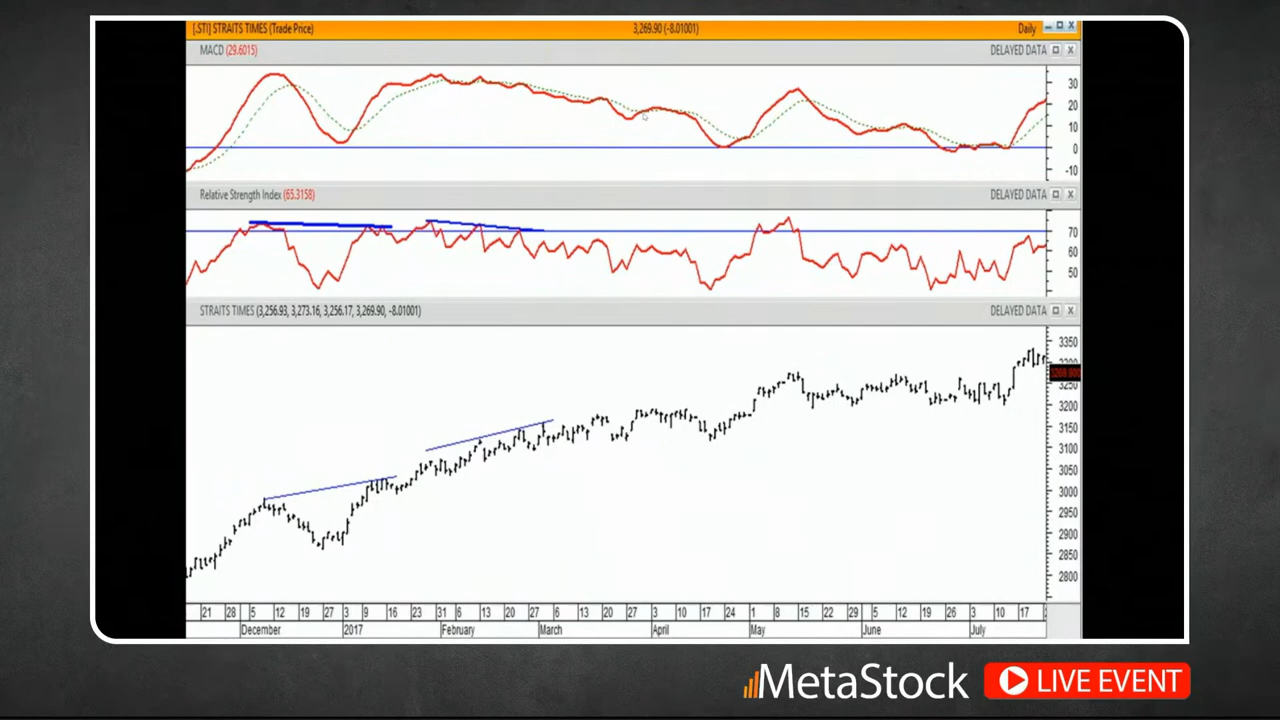 [.STI] STRAITS TIMES (Trade Price) 3,269.90 (-8.01001) Daily
MACD (29.6015) DELAYED DATA
30
20
10
0
-10
Relative Strength Index (65.3158) DELAYED DATA
70
60
50
STRAITS TIMES (3,256.93, 3,273.16, 3,256.17, 3,269.90, -8.01001) DELAYED DATA
3350
3250
3200
3150
3100
3050
3000
2950
2900
2850
2800
21 28 5 12 19 27 3 9 16 23 31 6 13 20 27 6 13 20 27 3 10 17 24 1 8 15 22 29 5 12 19 26 3 10 17
December 2017 February March April May June July
MetaStock LIVE EVENT